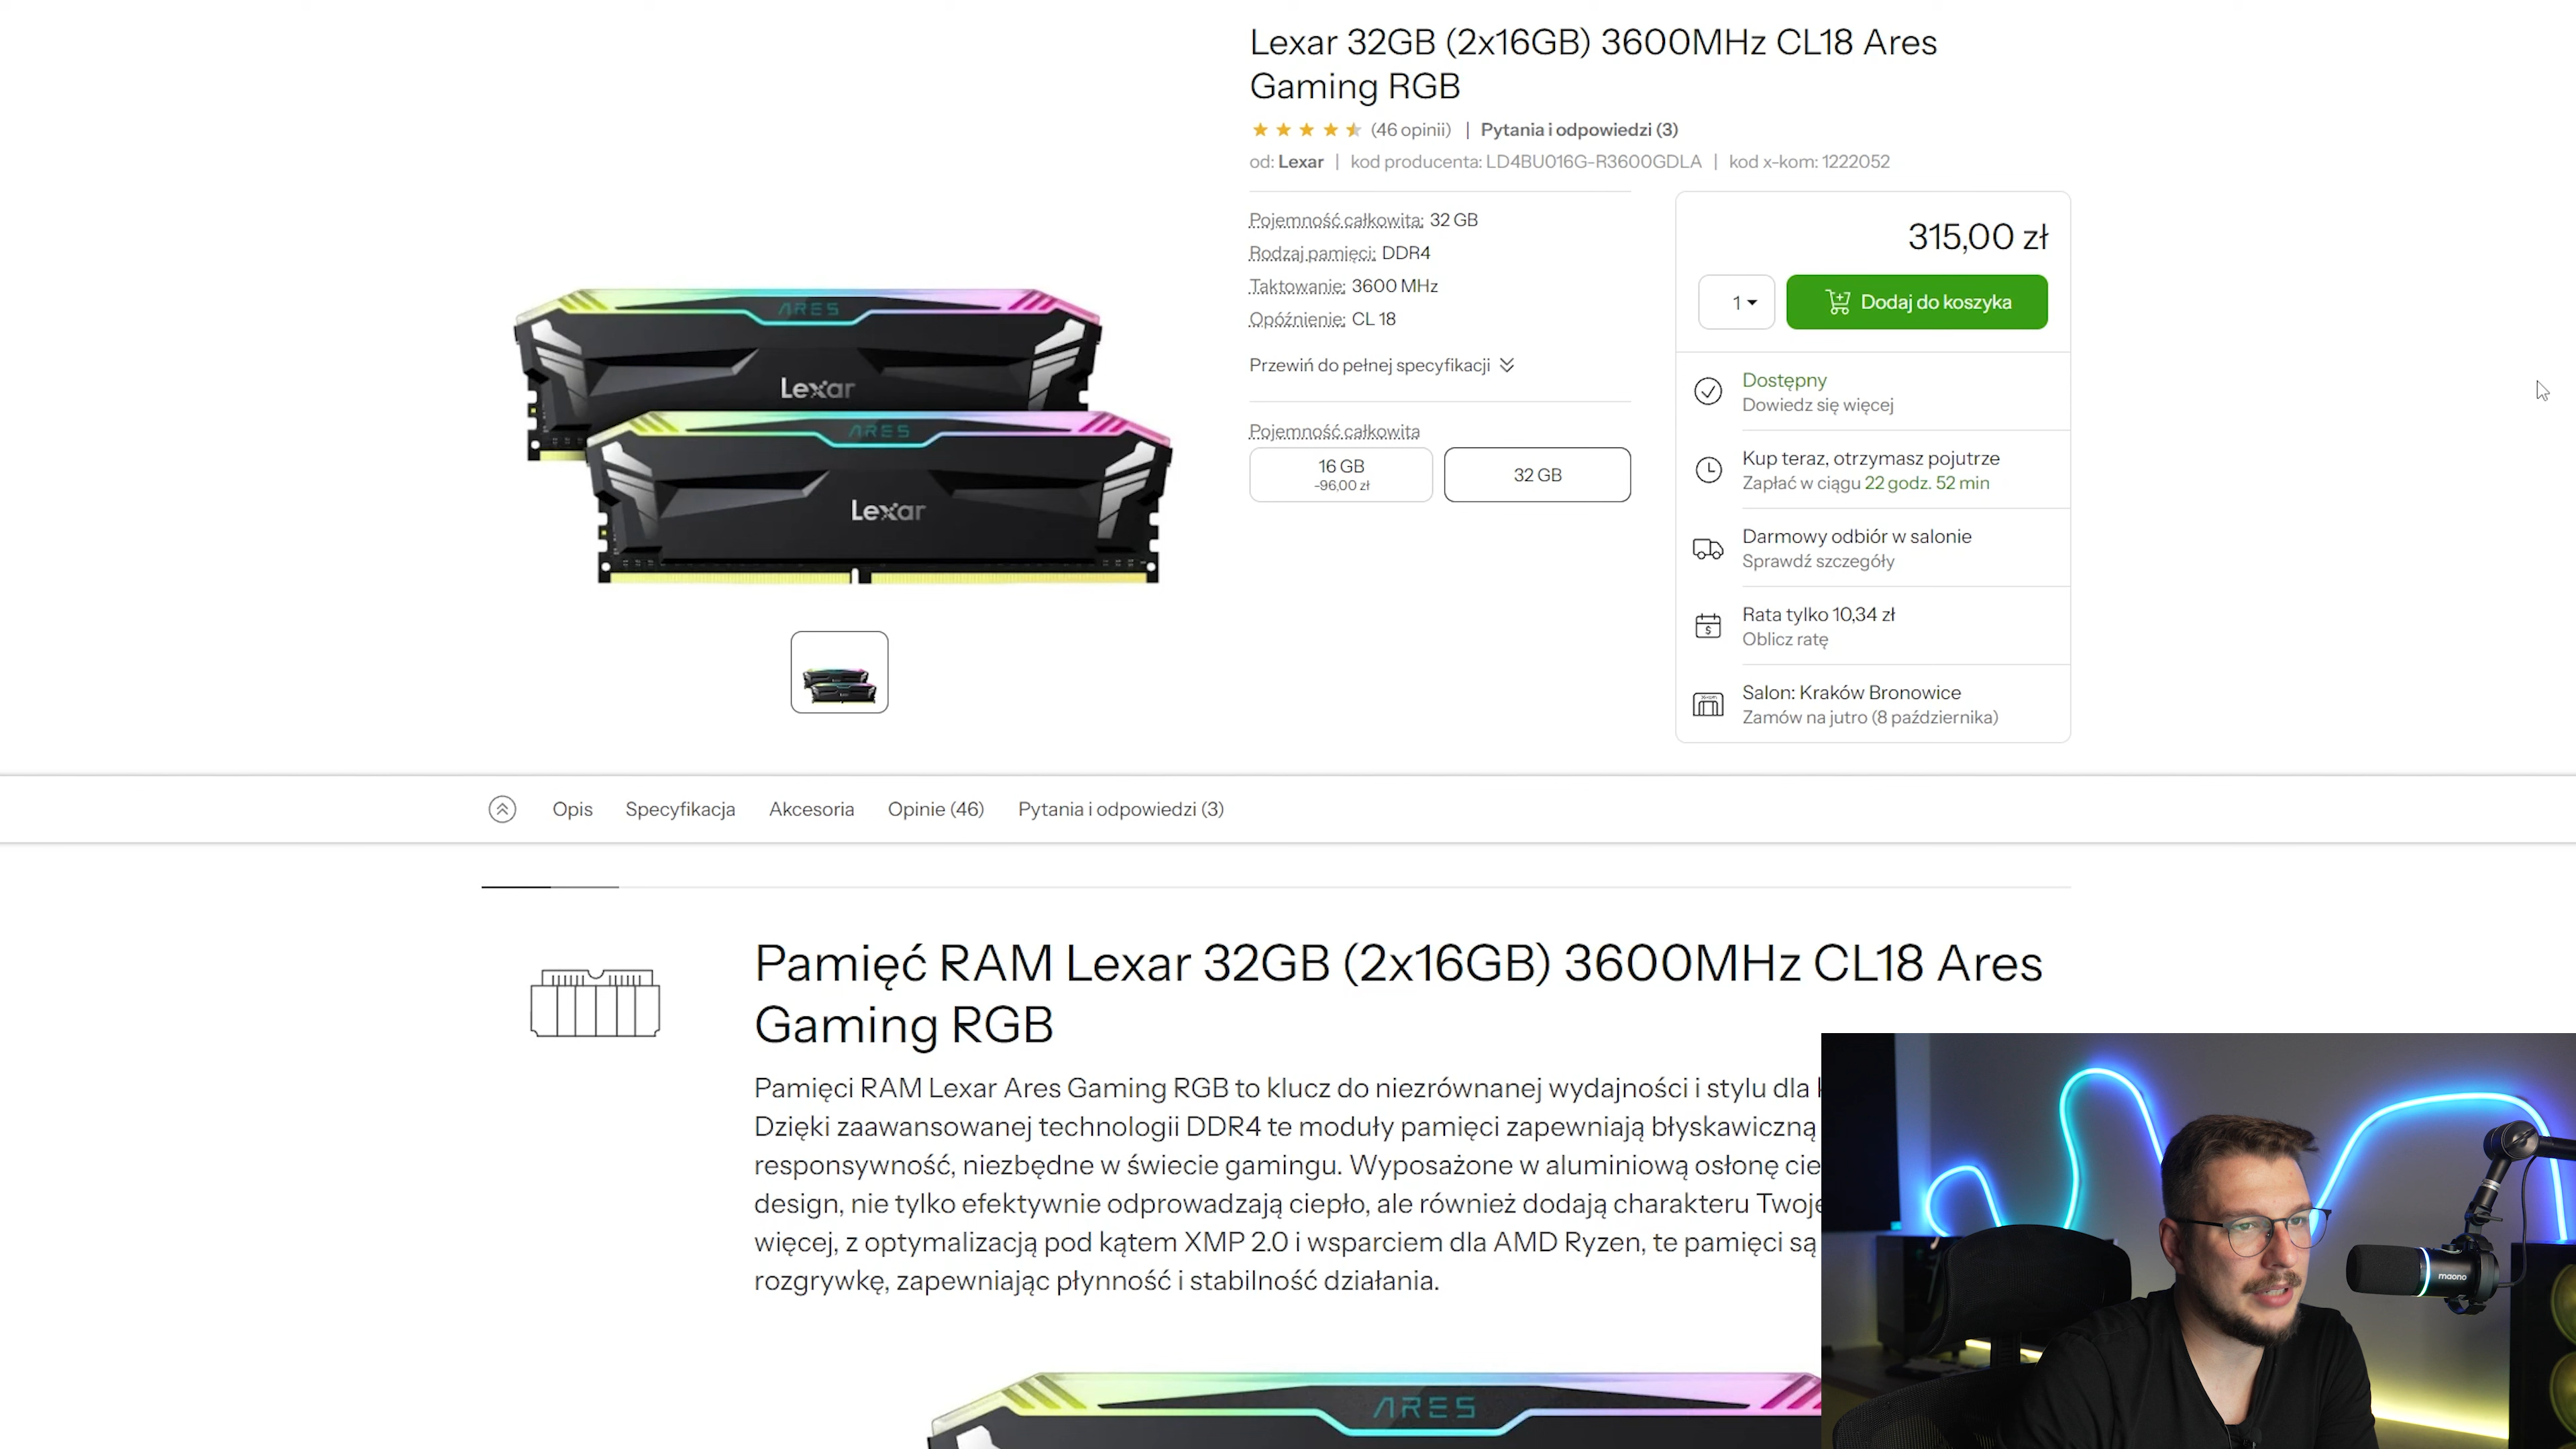 Lexar 32GB (2x16GB) 3600MHz CL18 Ares
Gaming RGB
(46 opinii) | Pytania i odpowiedzi (3)
od: Lexar | kod producenta: LD4BU016G-R3600GDLA | kod x-kom: 1222052
Pojemność całkowita: 32 GB
Rodzaj pamięci: DDR4
Taktowanie: 3600 MHz
Opóźnienie: CL 18
Przewiń do pełnej specyfikacji
Pojemność całkowita
16 GB
-96,00 zł
32 GB
315,00 zł
1
Dodaj do koszyka
Dostępny
Dowiedz się więcej
Kup teraz, otrzymasz pojutrze
Zapłać w ciągu 22 godz. 52 min
Darmowy odbiór w salonie
Sprawdź szczegóły
Rata tylko 10,34 zł
Oblicz ratę
Salon: Kraków Bronowice
Zamów na jutro (8 października)
ARES
Lexar
ARES
Lexar
Opis Specyfikacja Akcesoria Opinie (46) Pytania i odpowiedzi (3)
Pamięć RAM Lexar 32GB (2x16GB) 3600MHz CL18 Ares
Gaming RGB
Pamięci RAM Lexar Ares Gaming RGB to klucz do niezrównanej wydajności i stylu dla
Dzięki zaawansowanej technologii DDR4 te moduły pamięci zapewniają błyskawiczną
responsywność, niezbędne w świecie gamingu. Wyposażone w aluminiową osłonę cie
design, nie tylko efektywnie odprowadzają ciepło, ale również dodają charakteru Twoje
więcej, z optymalizacją pod kątem XMP 2.0 i wsparciem dla AMD Ryzen, te pamięci są
rozgrywkę, zapewniając płynność i stabilność działania.
ARES
maono